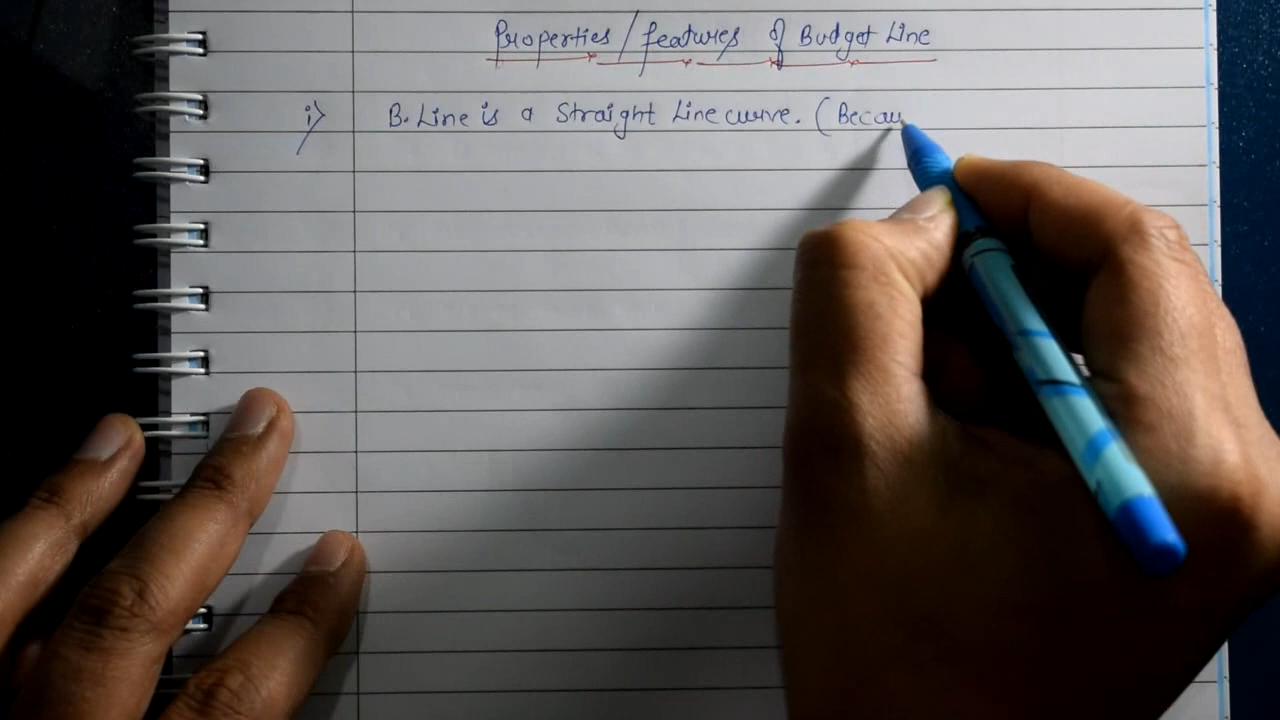 Properties / features of Budget Line
i) B. Line is a Straight Line curve. (Becau